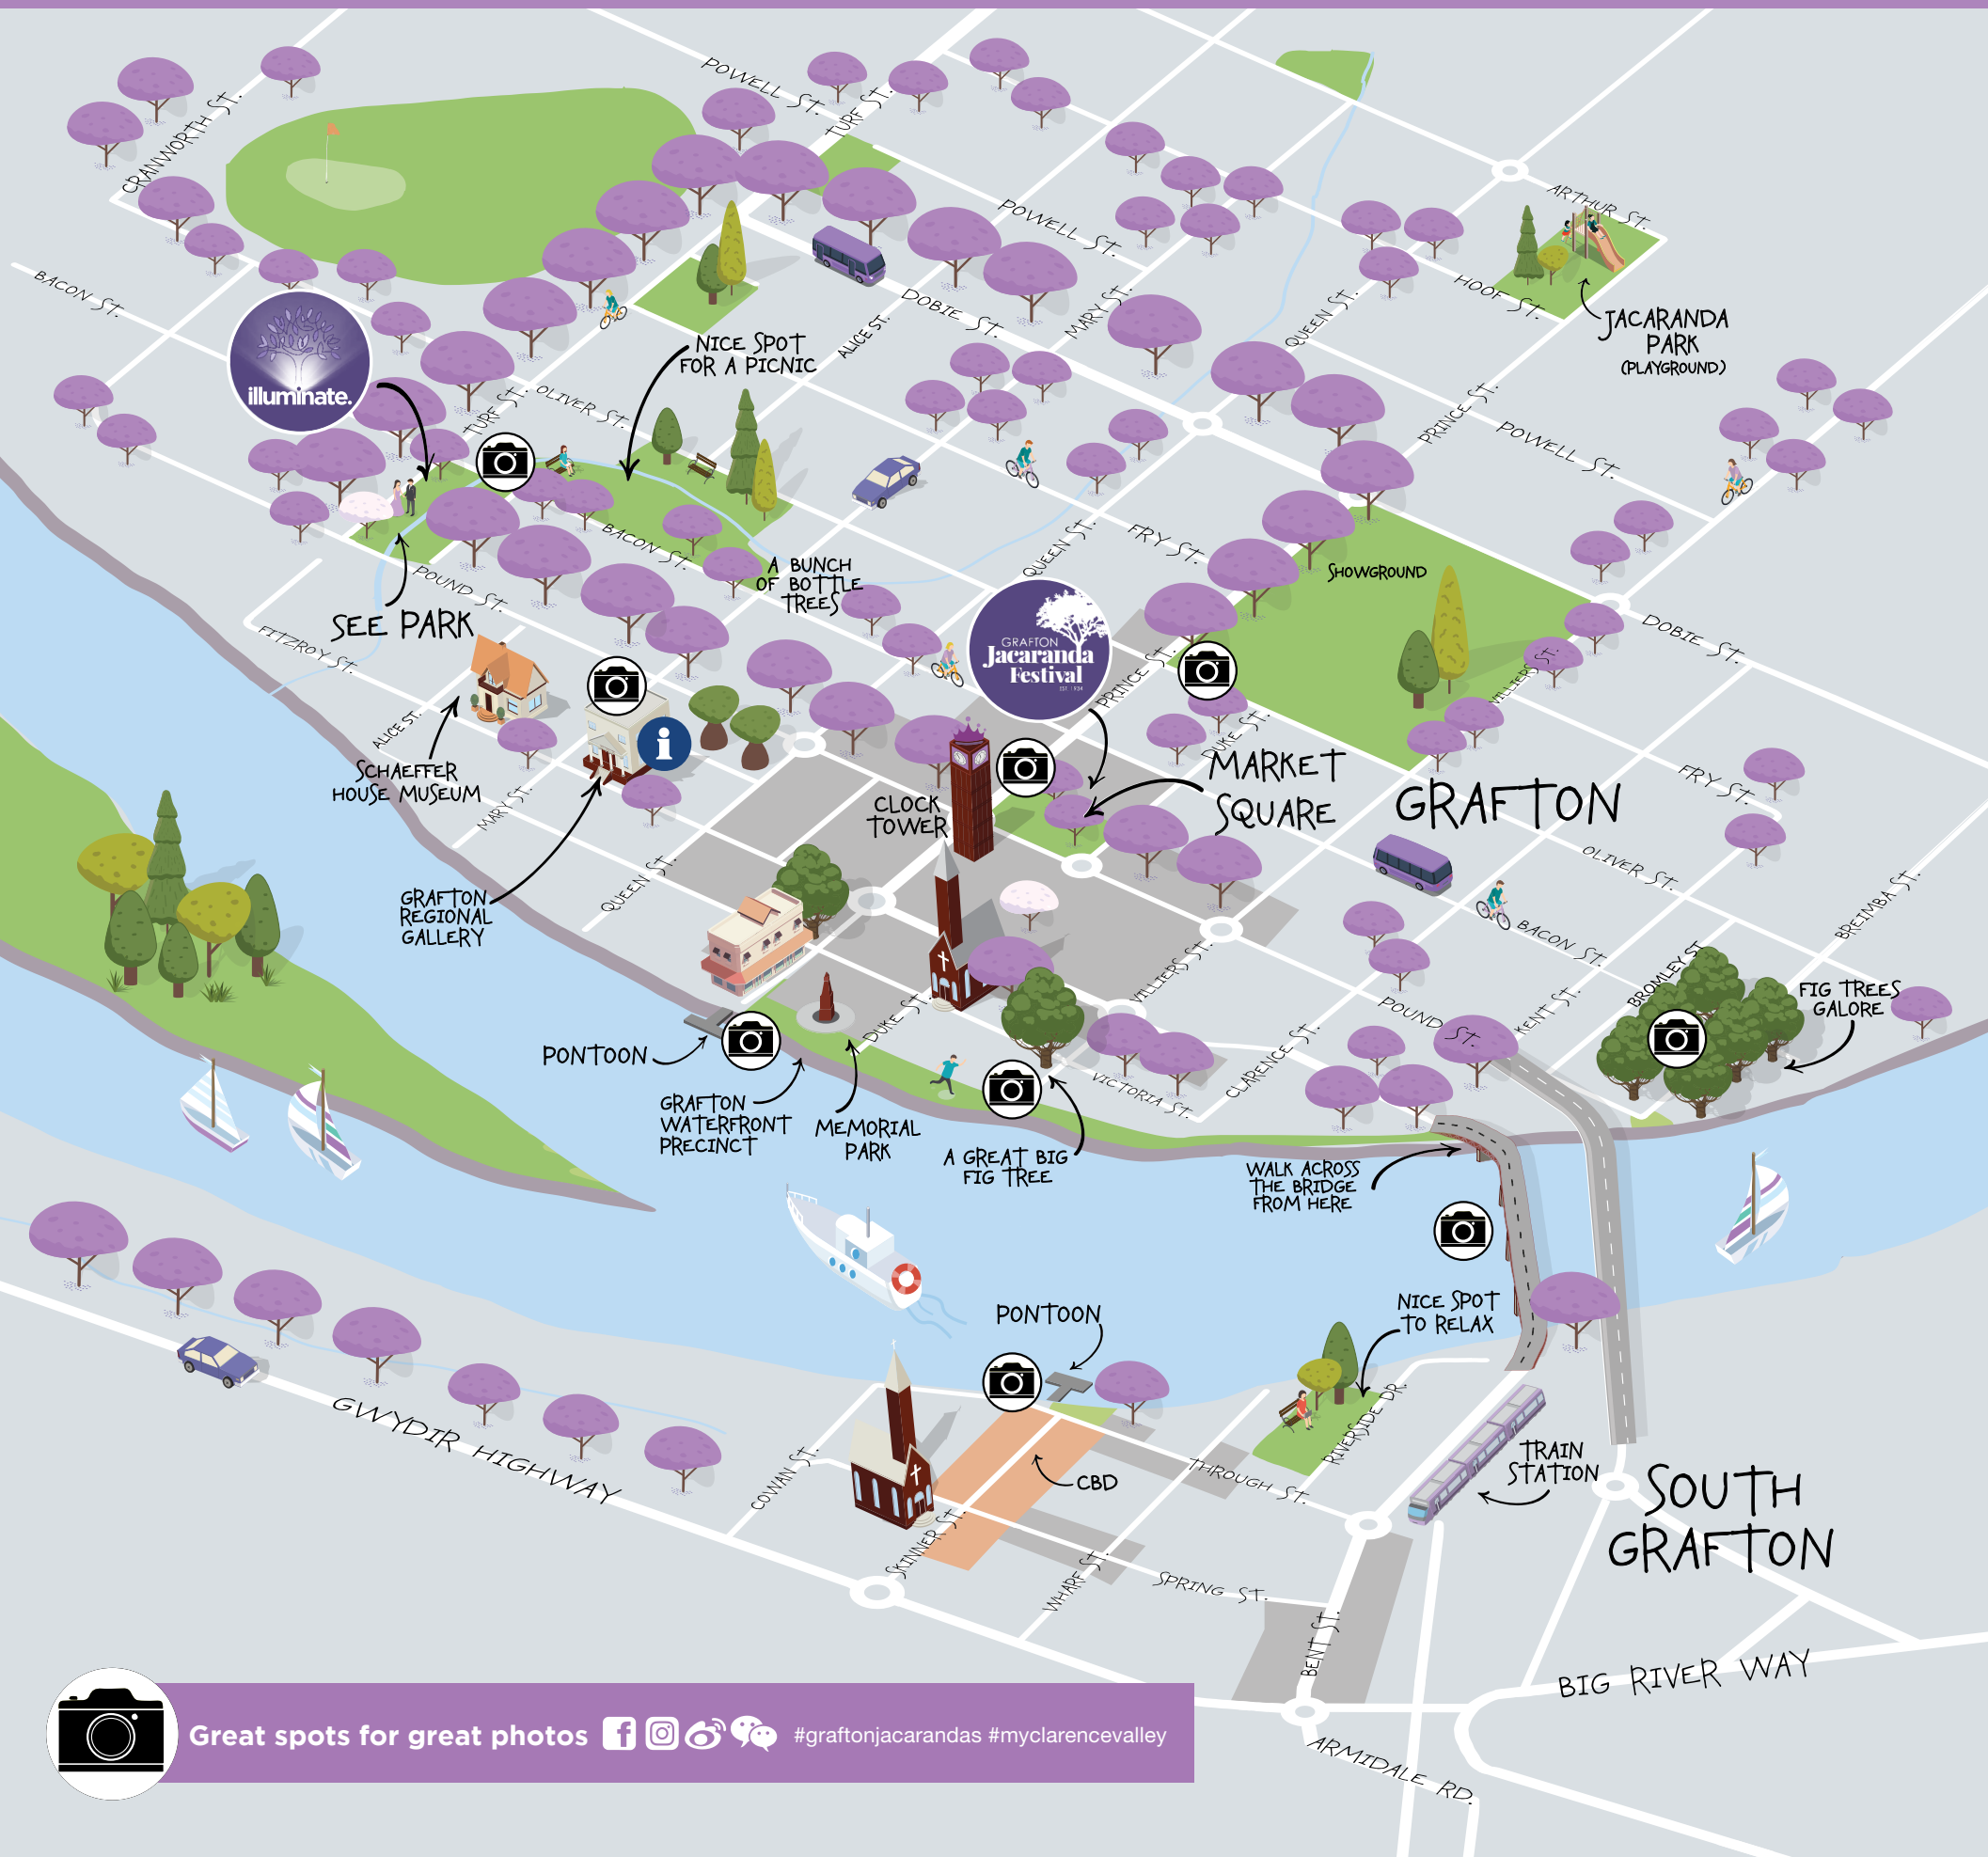 POWELL ST.
TURF ST.
CRANWORTH ST.
ARTHUR ST.
POWELL ST.
BACON ST.
DOBIE ST.
MARY ST.
QUEEN ST.
HOOF ST.
JACARANDA
PARK
(PLAYGROUND)
illuminate.
NICE SPOT
FOR A PICNIC
ALICE ST.
TURF ST.
OLIVER ST.
PRINCE ST.
POWELL ST.
BACON ST.
QUEEN ST.
FRY ST.
SHOWGROUND
A BUNCH
OF BOTTLE
TREES
POUND ST.
SEE PARK
FITZROY ST.
GRAFTON
Jacaranda
Festival
EST. 1934
PRINCE ST.
DOBIE ST.
VILLIERS ST.
DUKE ST.
ALICE ST.
i
SCHAEFFER
HOUSE MUSEUM
MARY ST.
MARKET
SQUARE
CLOCK
TOWER
GRAFTON
FRY ST.
OLIVER ST.
QUEEN ST.
GRAFTON
REGIONAL
GALLERY
BREIMBA ST.
BACON ST.
BROMLEY ST
VILLIERS ST.
KENT ST.
FIG TREES
GALORE
DUKE ST.
POUND ST.
PONTOON
CLARENCE ST.
VICTORIA ST.
GRAFTON
WATERFRONT
PRECINCT
MEMORIAL
PARK
A GREAT BIG
FIG TREE
WALK ACROSS
THE BRIDGE
FROM HERE
PONTOON
NICE SPOT
TO RELAX
GWYDIR HIGHWAY
RIVERSIDE DR.
COWAN ST.
CBD
THROUGH ST.
TRAIN
STATION
SOUTH
GRAFTON
SKINNER ST.
WHARF ST.
SPRING ST.
BENT ST.
BIG RIVER WAY
ARMIDALE RD.
Great spots for great photos #graftonjacarandas #myclarencevalley